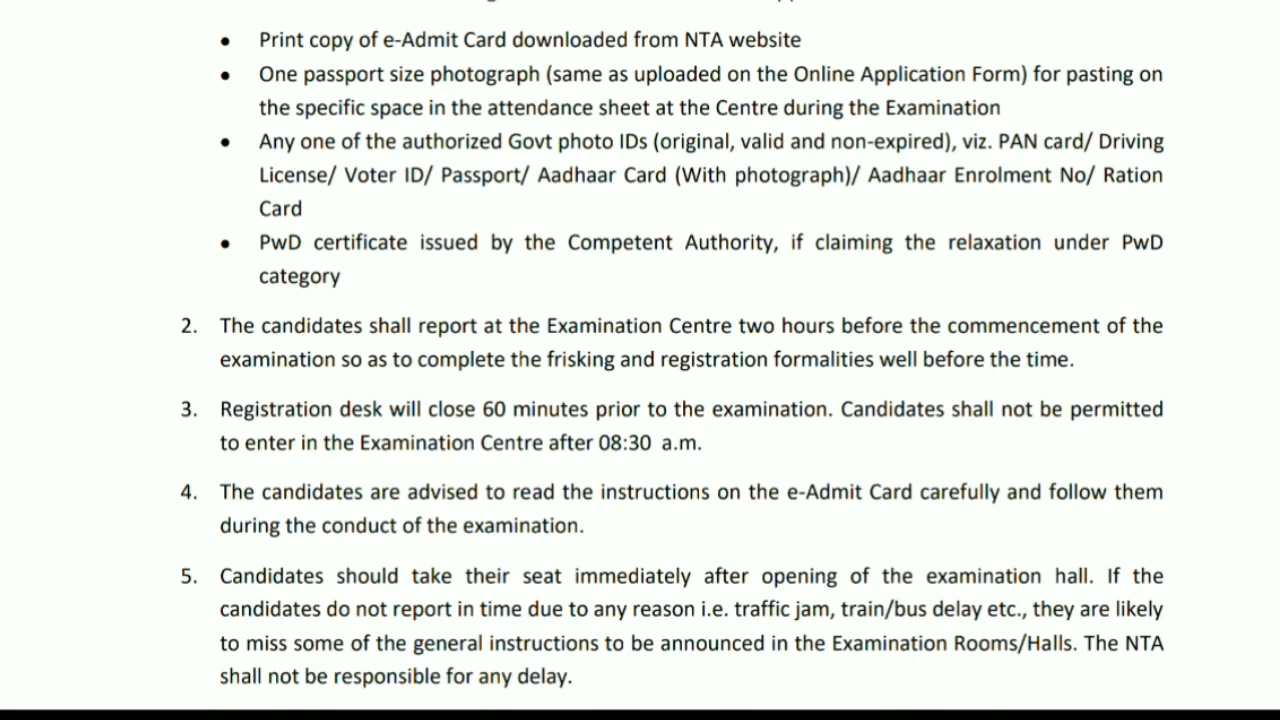 • Print copy of e-Admit Card downloaded from NTA website
• One passport size photograph (same as uploaded on the Online Application Form) for pasting on
the specific space in the attendance sheet at the Centre during the Examination
• Any one of the authorized Govt photo IDs (original, valid and non-expired), viz. PAN card/ Driving
License/ Voter ID/ Passport/ Aadhaar Card (With photograph)/ Aadhaar Enrolment No/ Ration
Card
• PwD certificate issued by the Competent Authority, if claiming the relaxation under PwD
category
2. The candidates shall report at the Examination Centre two hours before the commencement of the
examination so as to complete the frisking and registration formalities well before the time.
3. Registration desk will close 60 minutes prior to the examination. Candidates shall not be permitted
to enter in the Examination Centre after 08:30 a.m.
4. The candidates are advised to read the instructions on the e-Admit Card carefully and follow them
during the conduct of the examination.
5. Candidates should take their seat immediately after opening of the examination hall. If the
candidates do not report in time due to any reason i.e. traffic jam, train/bus delay etc., they are likely
to miss some of the general instructions to be announced in the Examination Rooms/Halls. The NTA
shall not be responsible for any delay.